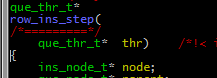 que_thr_t*
row_ins_step(
/*=========*/
que_thr_t* thr) /*!<
{
ins_node_t* node;